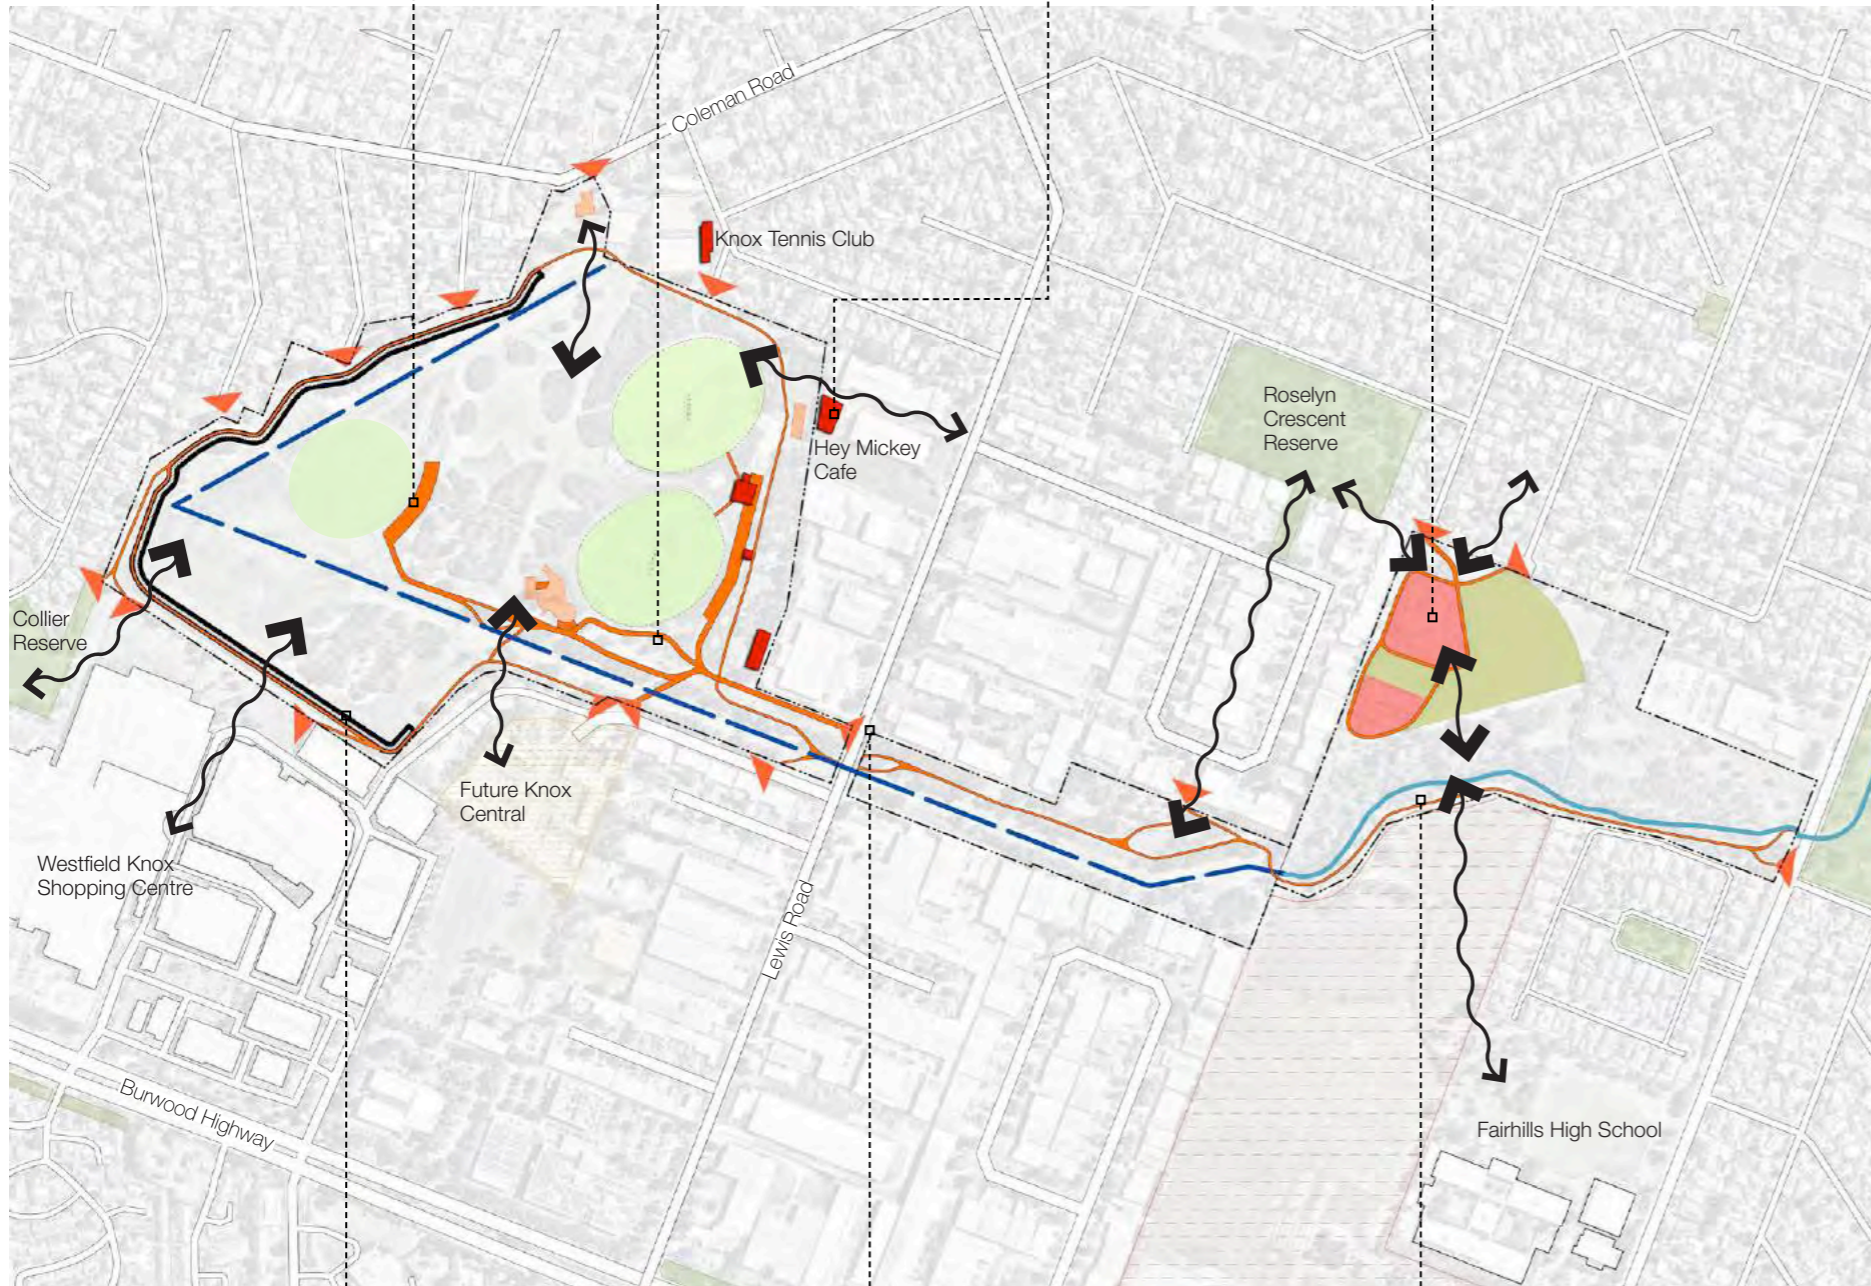 Coleman Road
Knox Tennis Club
Hey Mickey
Cafe
Roselyn
Crescent
Reserve
Collier
Reserve
Future Knox
Central
Westfield Knox
Shopping Centre
Lewis Road
Burwood Highway
Fairhills High School